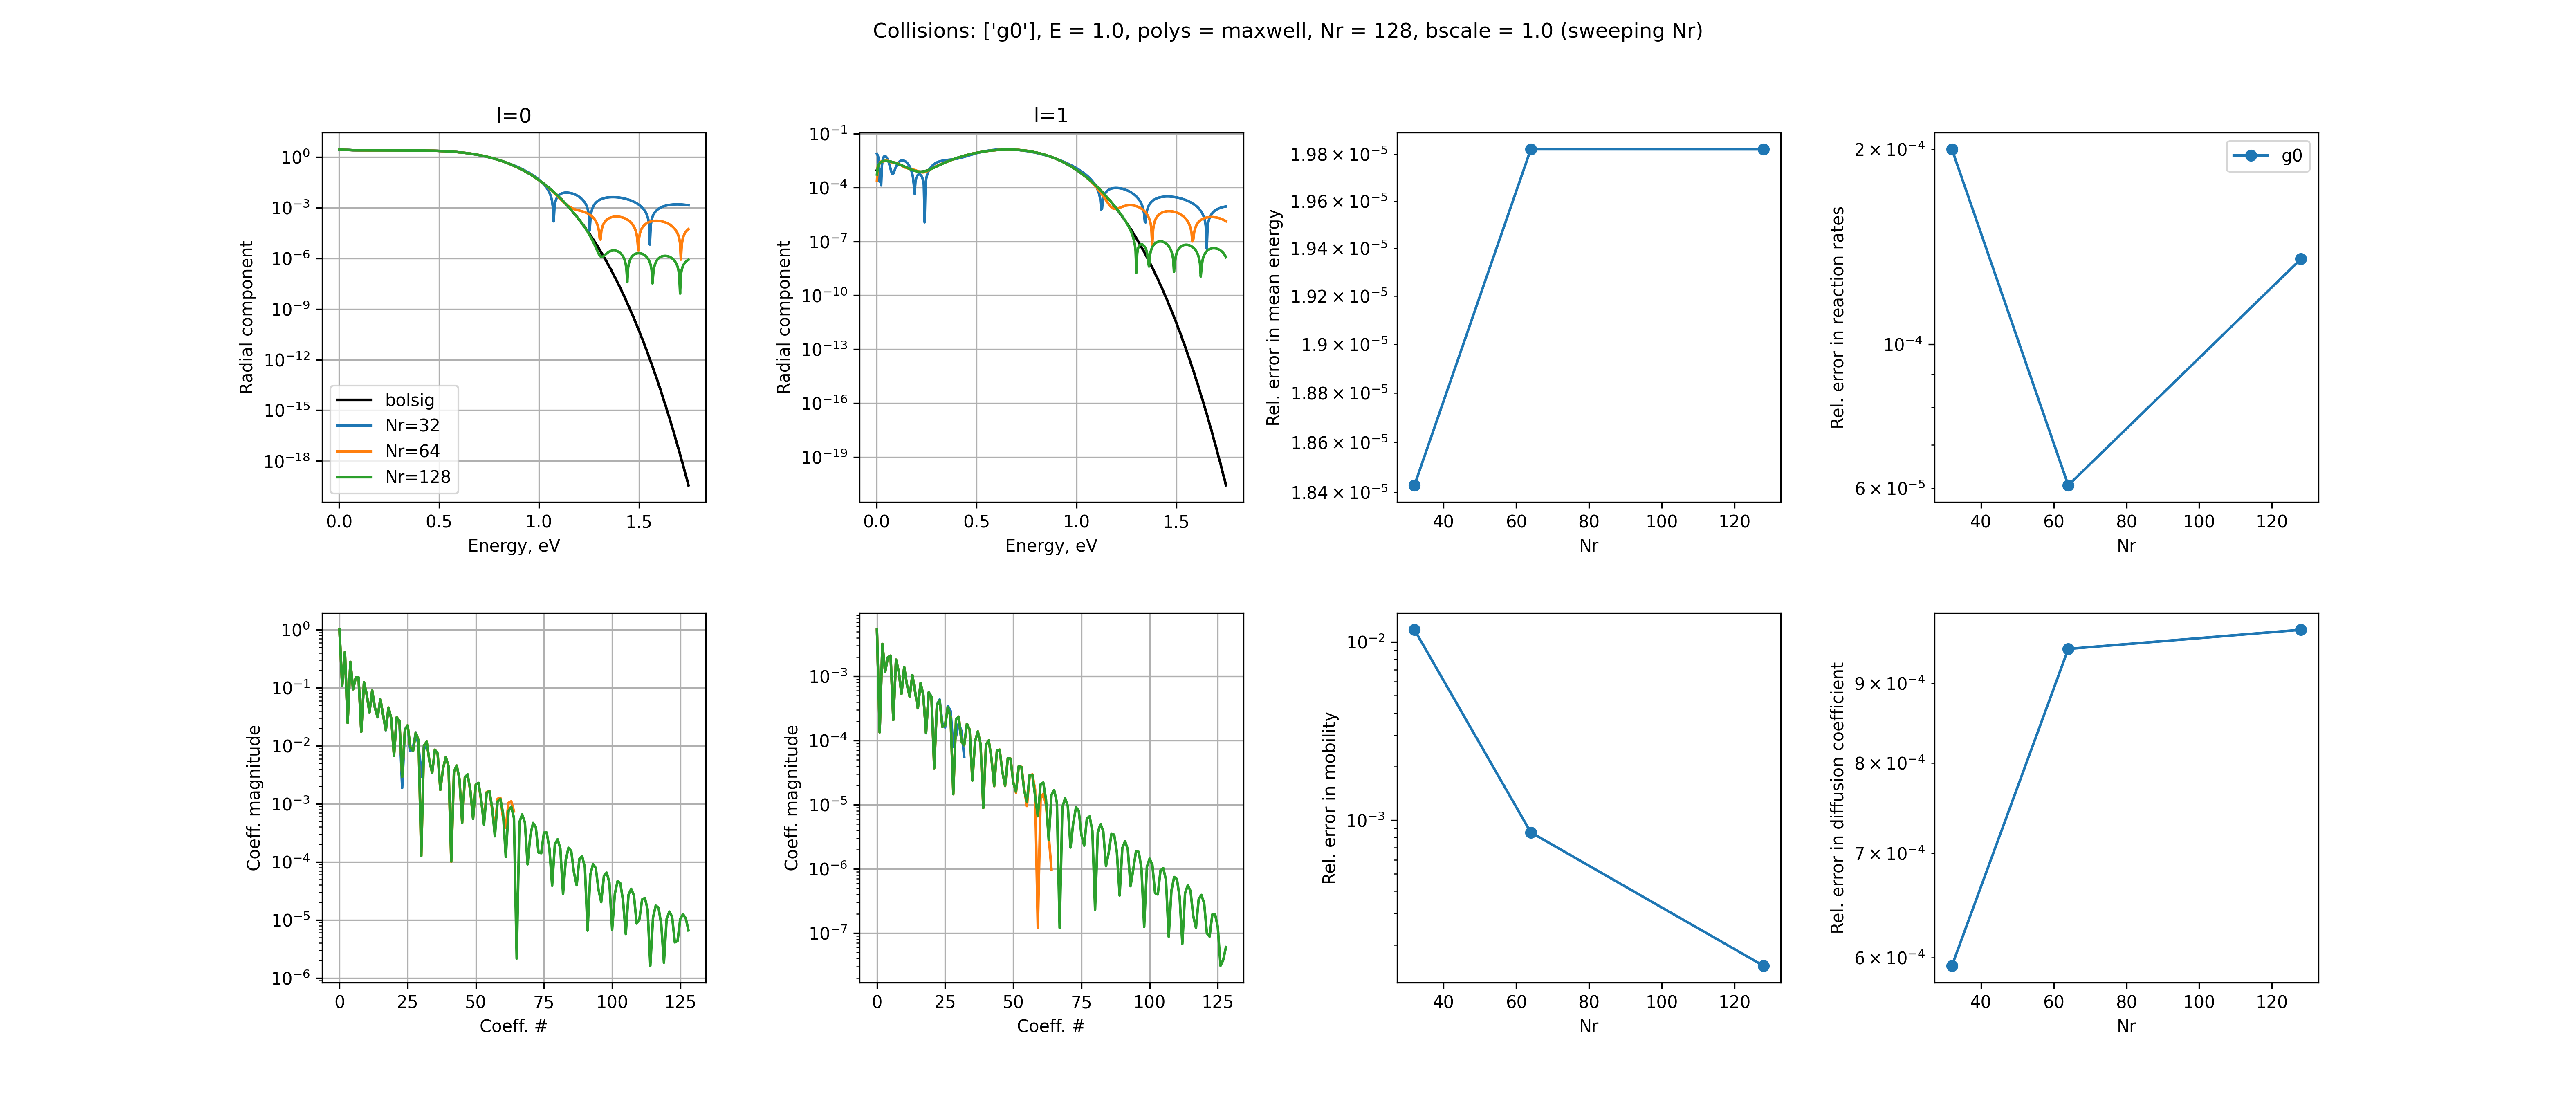 Collisions: ['g0'], E = 1.0, polys = maxwell, Nr = 128, bscale = 1.0 (sweeping Nr)
l=0
Radial component
10^0
10^-3
10^-6
10^-9
10^-12
10^-15
10^-18
bolsig
Nr=32
Nr=64
Nr=128
0.0 0.5 1.0 1.5
Energy, eV
l=1
Radial component
10^-1
10^-4
10^-7
10^-10
10^-13
10^-16
10^-19
0.0 0.5 1.0 1.5
Energy, eV
Rel. error in mean energy
1.98 × 10^-5
1.96 × 10^-5
1.94 × 10^-5
1.92 × 10^-5
1.9 × 10^-5
1.88 × 10^-5
1.86 × 10^-5
1.84 × 10^-5
40 60 80 100 120
Nr
Rel. error in reaction rates
2 × 10^-4
10^-4
6 × 10^-5
g0
40 60 80 100 120
Nr
Coeff. magnitude
10^0
10^-1
10^-2
10^-3
10^-4
10^-5
10^-6
0 25 50 75 100 125
Coeff. #
Coeff. magnitude
10^-3
10^-4
10^-5
10^-6
10^-7
0 25 50 75 100 125
Coeff. #
Rel. error in mobility
10^-2
10^-3
40 60 80 100 120
Nr
Rel. error in diffusion coefficient
9 × 10^-4
8 × 10^-4
7 × 10^-4
6 × 10^-4
40 60 80 100 120
Nr